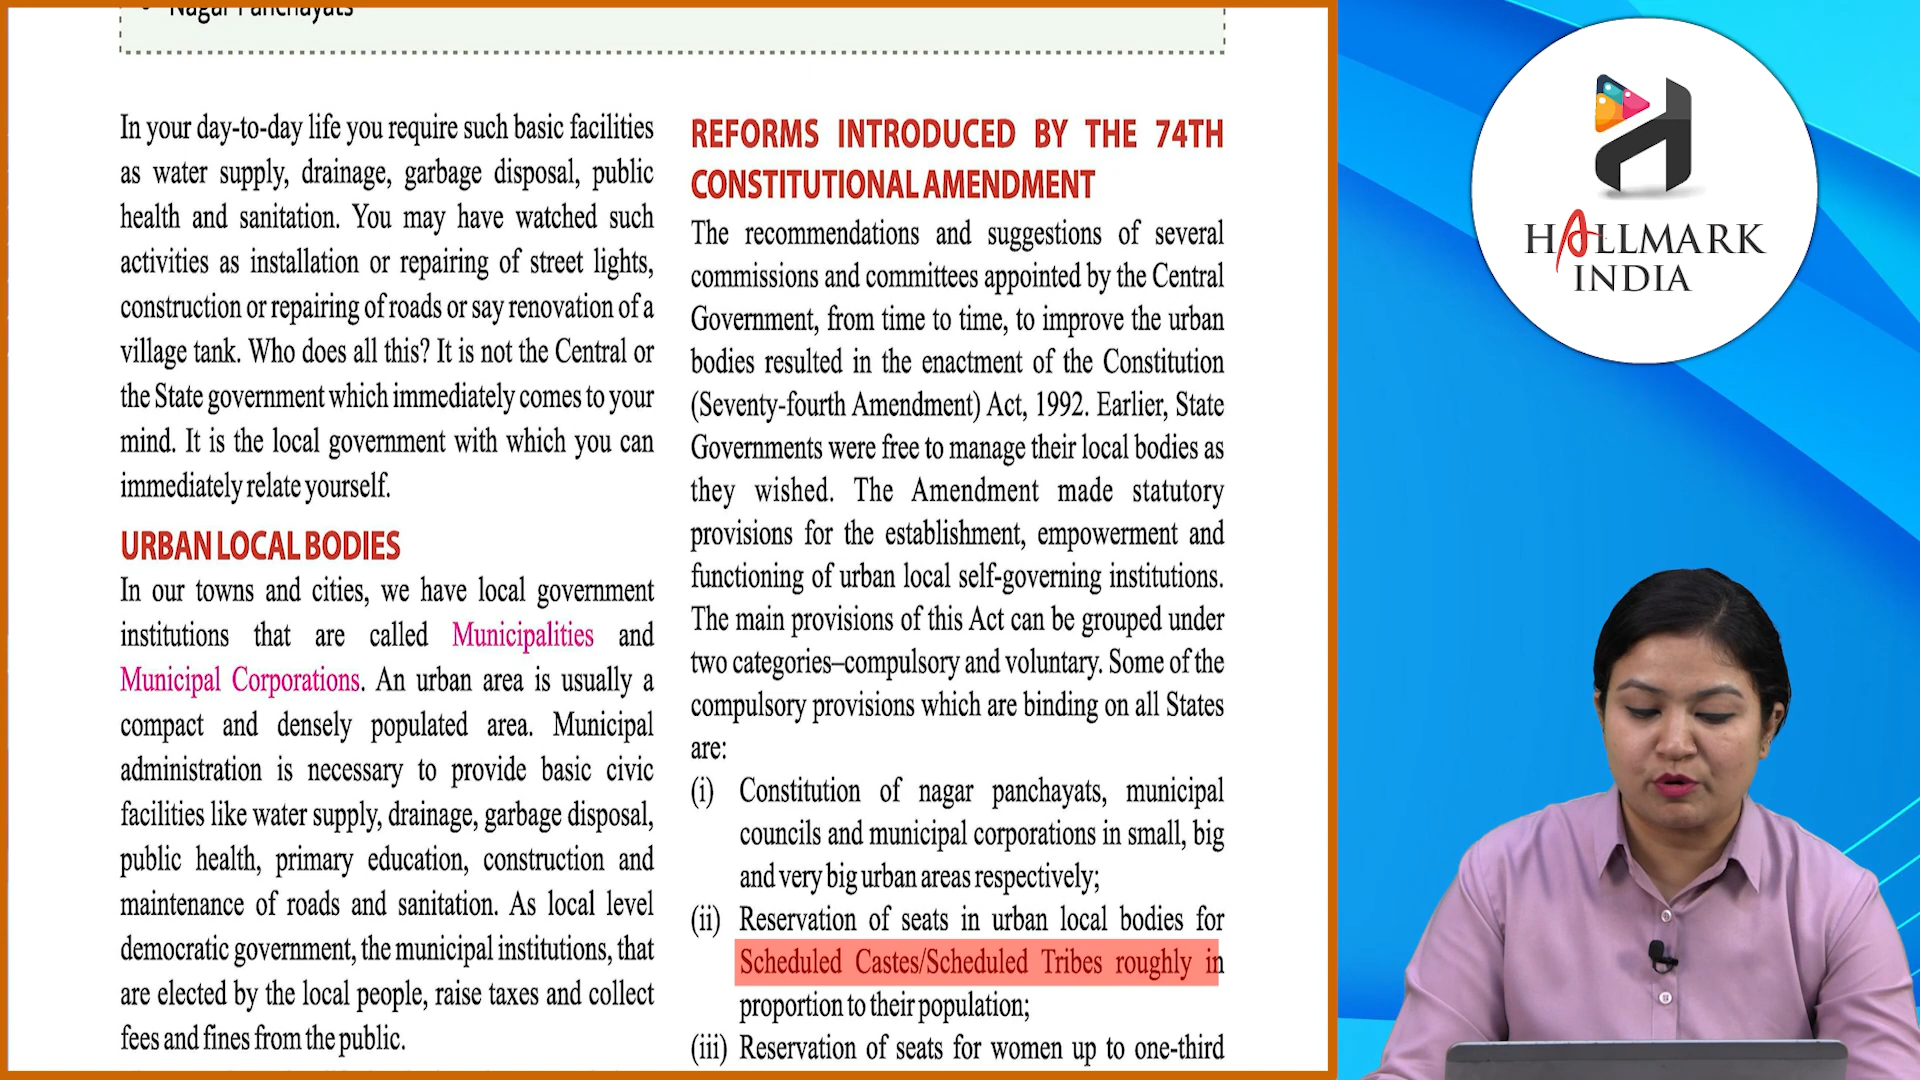 • Nagar Panchayats
In your day-to-day life you require such basic facilities
as water supply, drainage, garbage disposal, public
health and sanitation. You may have watched such
activities as installation or repairing of street lights,
construction or repairing of roads or say renovation of a
village tank. Who does all this? It is not the Central or
the State government which immediately comes to your
mind. It is the local government with which you can
immediately relate yourself.
URBAN LOCAL BODIES
In our towns and cities, we have local government
institutions that are called Municipalities and
Municipal Corporations. An urban area is usually a
compact and densely populated area. Municipal
administration is necessary to provide basic civic
facilities like water supply, drainage, garbage disposal,
public health, primary education, construction and
maintenance of roads and sanitation. As local level
democratic government, the municipal institutions, that
are elected by the local people, raise taxes and collect
fees and fines from the public.
REFORMS INTRODUCED BY THE 74TH
CONSTITUTIONAL AMENDMENT
The recommendations and suggestions of several
commissions and committees appointed by the Central
Government, from time to time, to improve the urban
bodies resulted in the enactment of the Constitution
(Seventy-fourth Amendment) Act, 1992. Earlier, State
Governments were free to manage their local bodies as
they wished. The Amendment made statutory
provisions for the establishment, empowerment and
functioning of urban local self-governing institutions.
The main provisions of this Act can be grouped under
two categories–compulsory and voluntary. Some of the
compulsory provisions which are binding on all States
are:
(i) Constitution of nagar panchayats, municipal
councils and municipal corporations in small, big
and very big urban areas respectively;
(ii) Reservation of seats in urban local bodies for
Scheduled Castes/Scheduled Tribes roughly in
proportion to their population;
(iii) Reservation of seats for women up to one-third
HALLMARK
INDIA